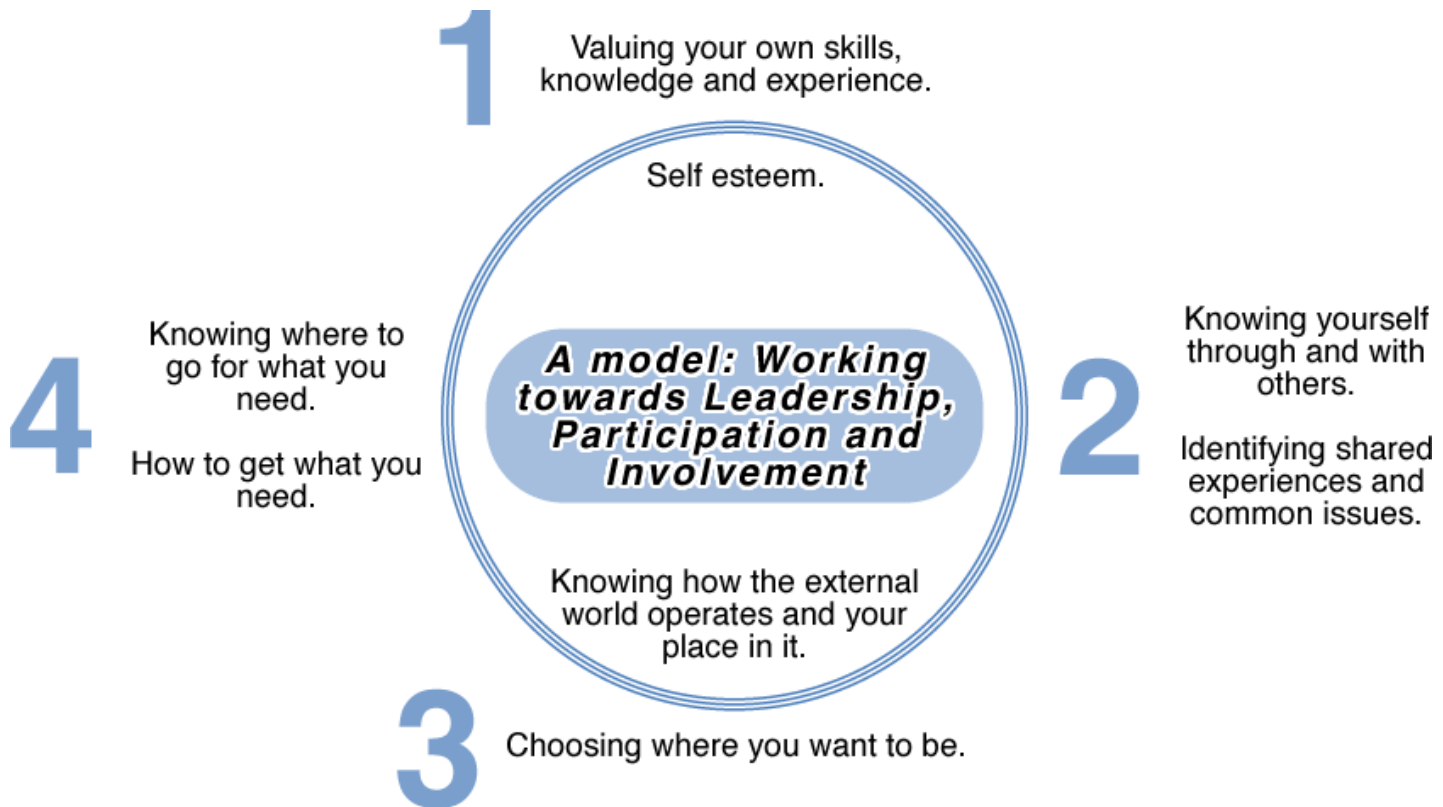 1
Valuing your own skills,
knowledge and experience.
Self esteem.
A model: Working
towards Leadership,
Participation and
Involvement
2
Knowing yourself
through and with
others.
Identifying shared
experiences and
common issues.
Knowing how the external
world operates and your
place in it.
3
Choosing where you want to be.
4
Knowing where to
go for what you
need.
How to get what you
need.